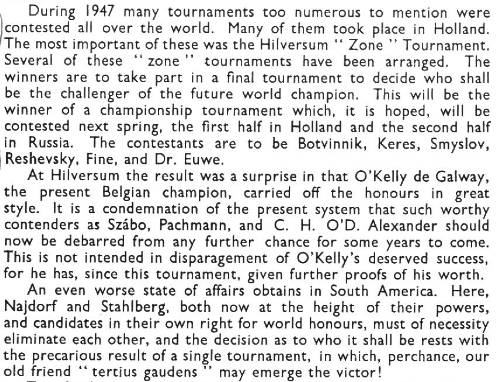 During 1947 many tournaments too numerous to mention were
contested all over the world. Many of them took place in Holland.
The most important of these was the Hilversum " Zone " Tournament.
Several of these " zone " tournaments have been arranged. The
winners are to take part in a final tournament to decide who shall
be the challenger of the future world champion. This will be the
winner of a championship tournament which, it is hoped, will be
contested next spring, the first half in Holland and the second half
in Russia. The contestants are to be Botvinnik, Keres, Smyslov,
Reshevsky, Fine, and Dr. Euwe.
At Hilversum the result was a surprise in that O'Kelly de Galway,
the present Belgian champion, carried off the honours in great
style. It is a condemnation of the present system that such worthy
contenders as Szábo, Pachmann, and C. H. O'D. Alexander should
now be debarred from any further chance for some years to come.
This is not intended in disparagement of O'Kelly's deserved success,
for he has, since this tournament, given further proofs of his worth.
An even worse state of affairs obtains in South America. Here,
Najdorf and Stahlberg, both now at the height of their powers,
and candidates in their own right for world honours, must of necessity
eliminate each other, and the decision as to who it shall be rests with
the precarious result of a single tournament, in which, perchance, our
old friend " tertius gaudens " may emerge the victor!